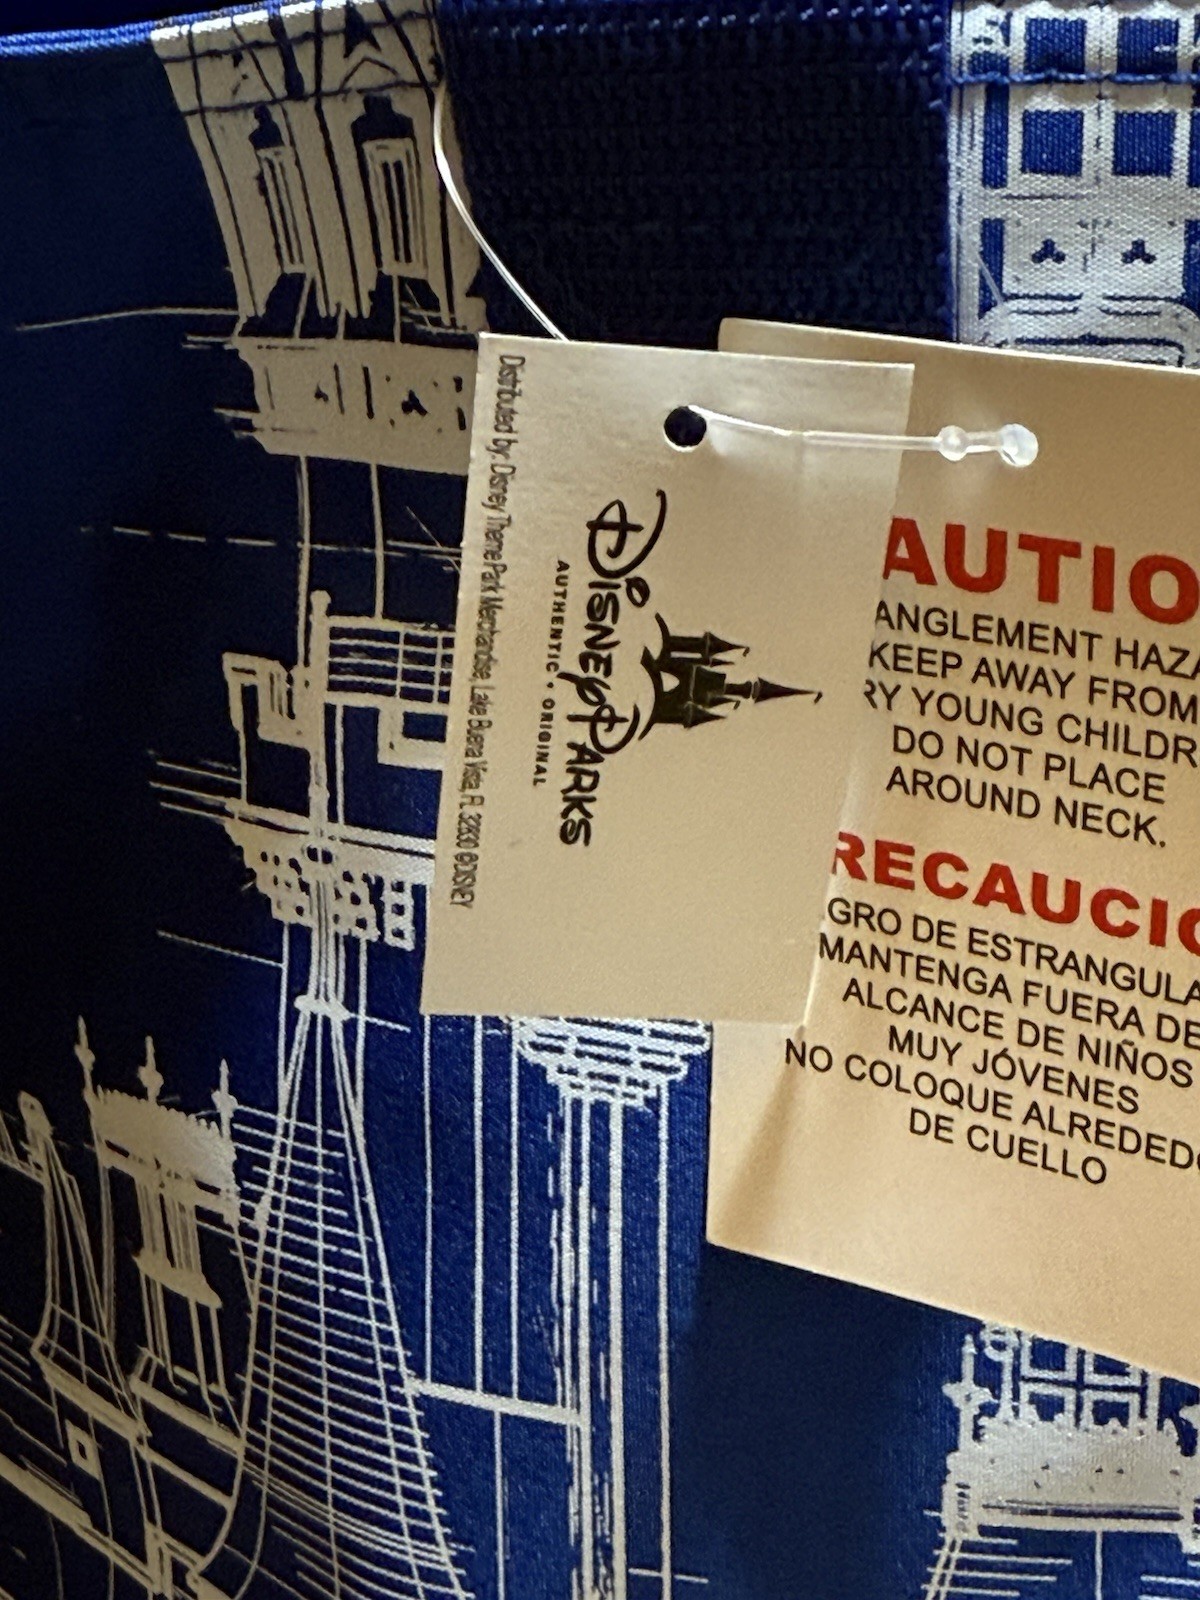 Distributed by: Disney Theme Park Merchandise, Lake Buena Vista, FL 32830 ©DISNEY
DISNEY PARKS
AUTHENTIC • ORIGINAL
AUTIO
ANGLEMENT HAZA
KEEP AWAY FROM
RY YOUNG CHILDR
DO NOT PLACE
AROUND NECK.
RECAUCIÓ
GRO DE ESTRANGULA
MANTENGA FUERA DE
ALCANCE DE NIÑOS
MUY JÓVENES
NO COLOQUE ALREDEDO
DE CUELLO